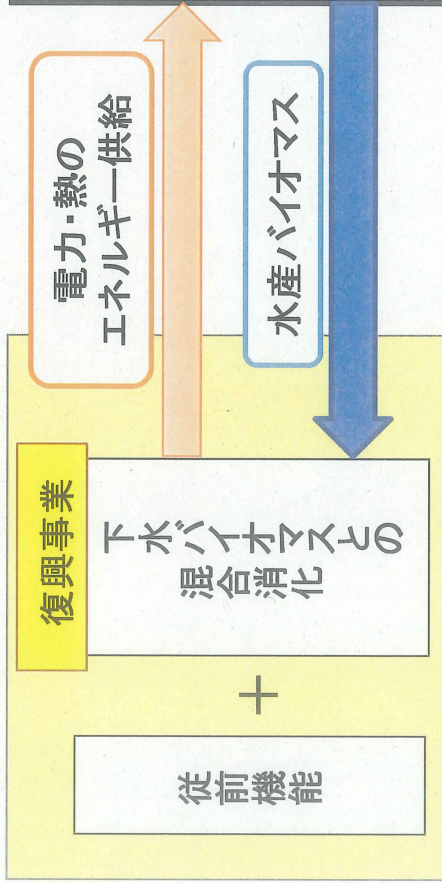 復興事業
従前機能
+
下水バイオマスとの
混合消化
電力・熱の
エネルギー供給
水産バイオマス